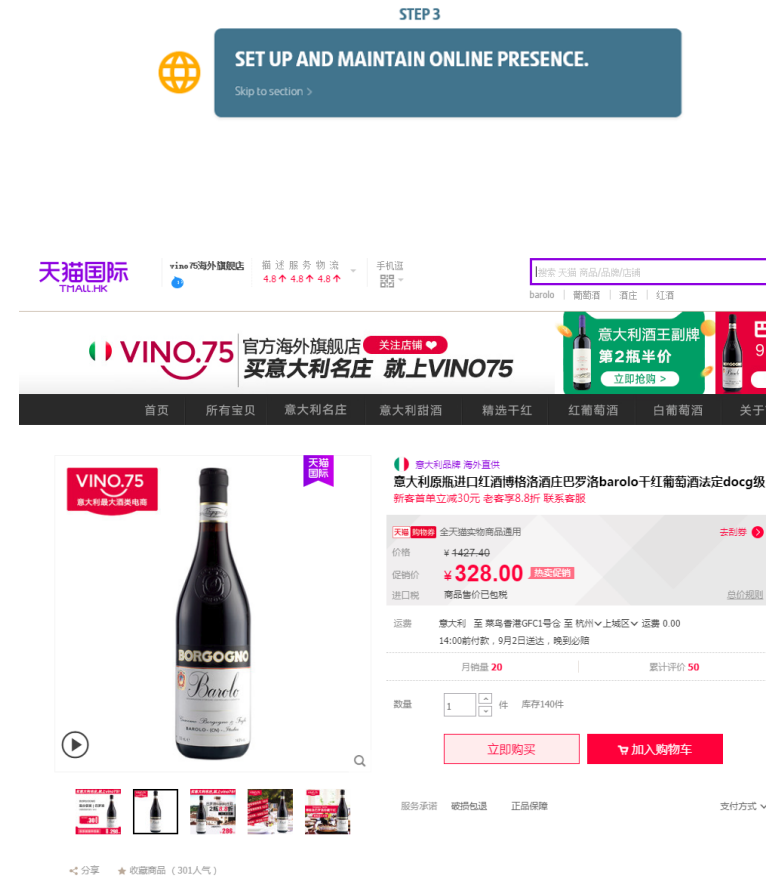 STEP 3
SET UP AND MAINTAIN ONLINE PRESENCE.
Skip to section >
天猫国际
TMALL.HK
vino75海外旗舰店
描述 服务 物流
4.8 4.8 4.8
手机逛
搜索 天猫 商品/品牌/店铺
barolo | 葡萄酒 | 酒庄 | 红酒
VINO.75
官方海外旗舰店 关注店铺
买意大利名庄 就上VINO75
意大利酒王副牌
第2瓶半价
立即抢购 >
首页 所有宝贝 意大利名庄 意大利甜酒 精选干红 红葡萄酒 白葡萄酒 关于
VINO.75
意大利最大酒类电商
天猫
国际
BORGOGNO
Barolo
意大利品牌 海外直供
意大利原瓶进口红酒博格洛酒庄巴罗洛barolo干红葡萄酒法定docg级
新客首单立减30元 老客享8.8折 联系客服
天猫 购物券 全天猫实物商品通用 去刮券
价格 ¥ 1427.40
促销价 ¥ 328.00 热卖促销
进口税 商品售价已包税 总价规则
运费 意大利 至 菜鸟香港GFC1号仓 至 杭州 上城区 运费 0.00
14:00前付款，9月2日送达，晚到必赔
月销量 20 累计评价 50
数量 1 件 库存140件
立即购买 加入购物车
服务承诺 破损包退 正品保障 支付方式
分享 收藏商品（301人气）